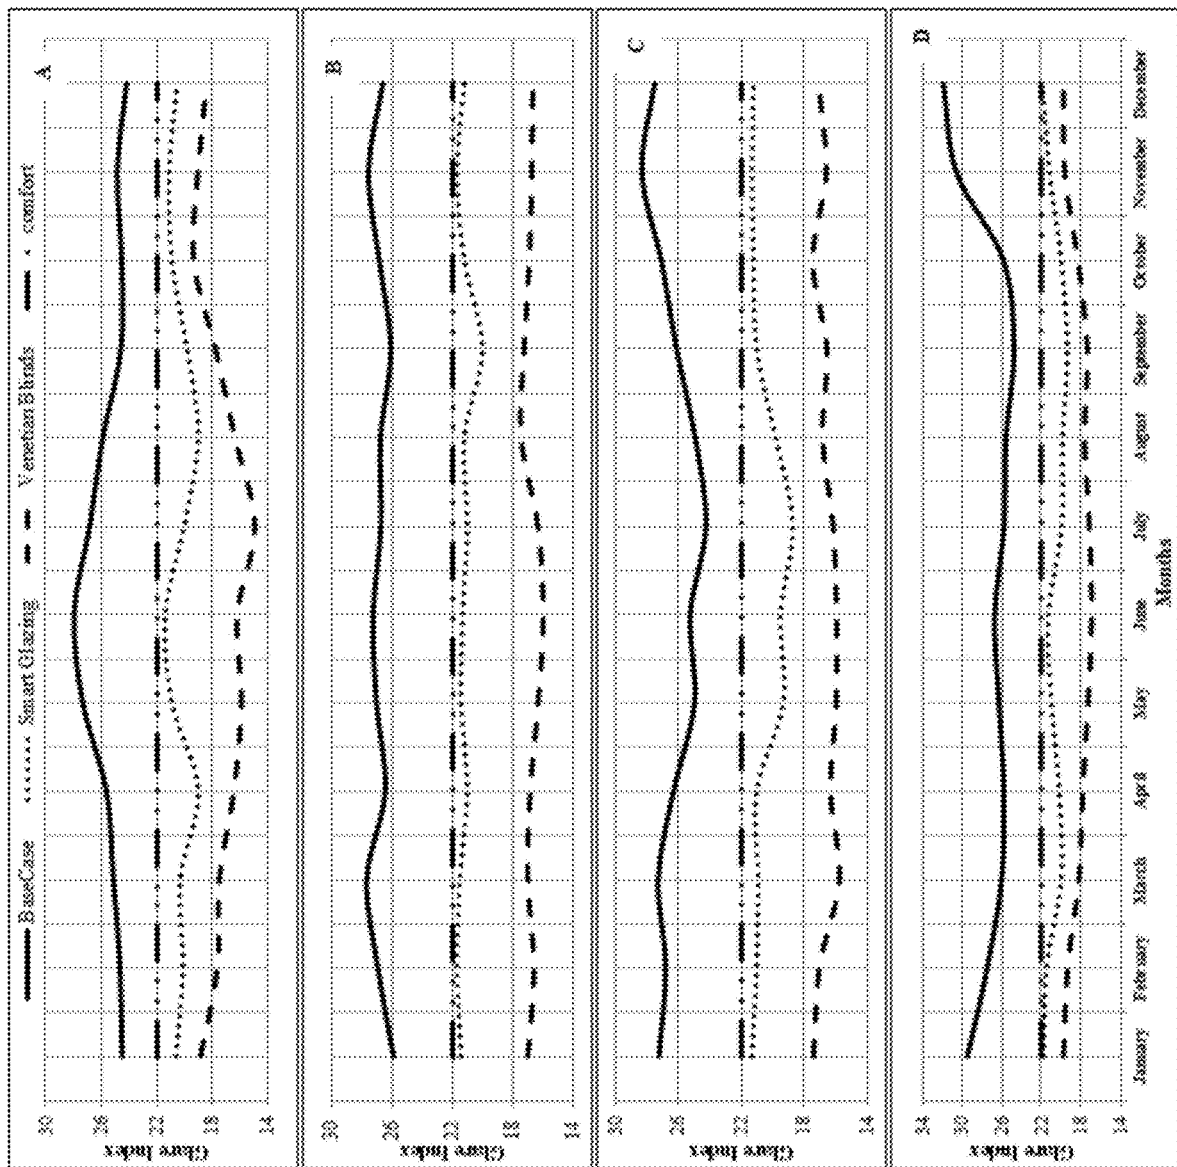 BaseCase Smart Glazing Venetian Blinds comfort
A
30
26
22
18
14
Glare Index
B
30
26
22
18
14
Glare Index
C
30
26
22
18
14
Glare Index
D
30
26
22
18
14
Glare Index
January February March April May June July August September October November December
Months